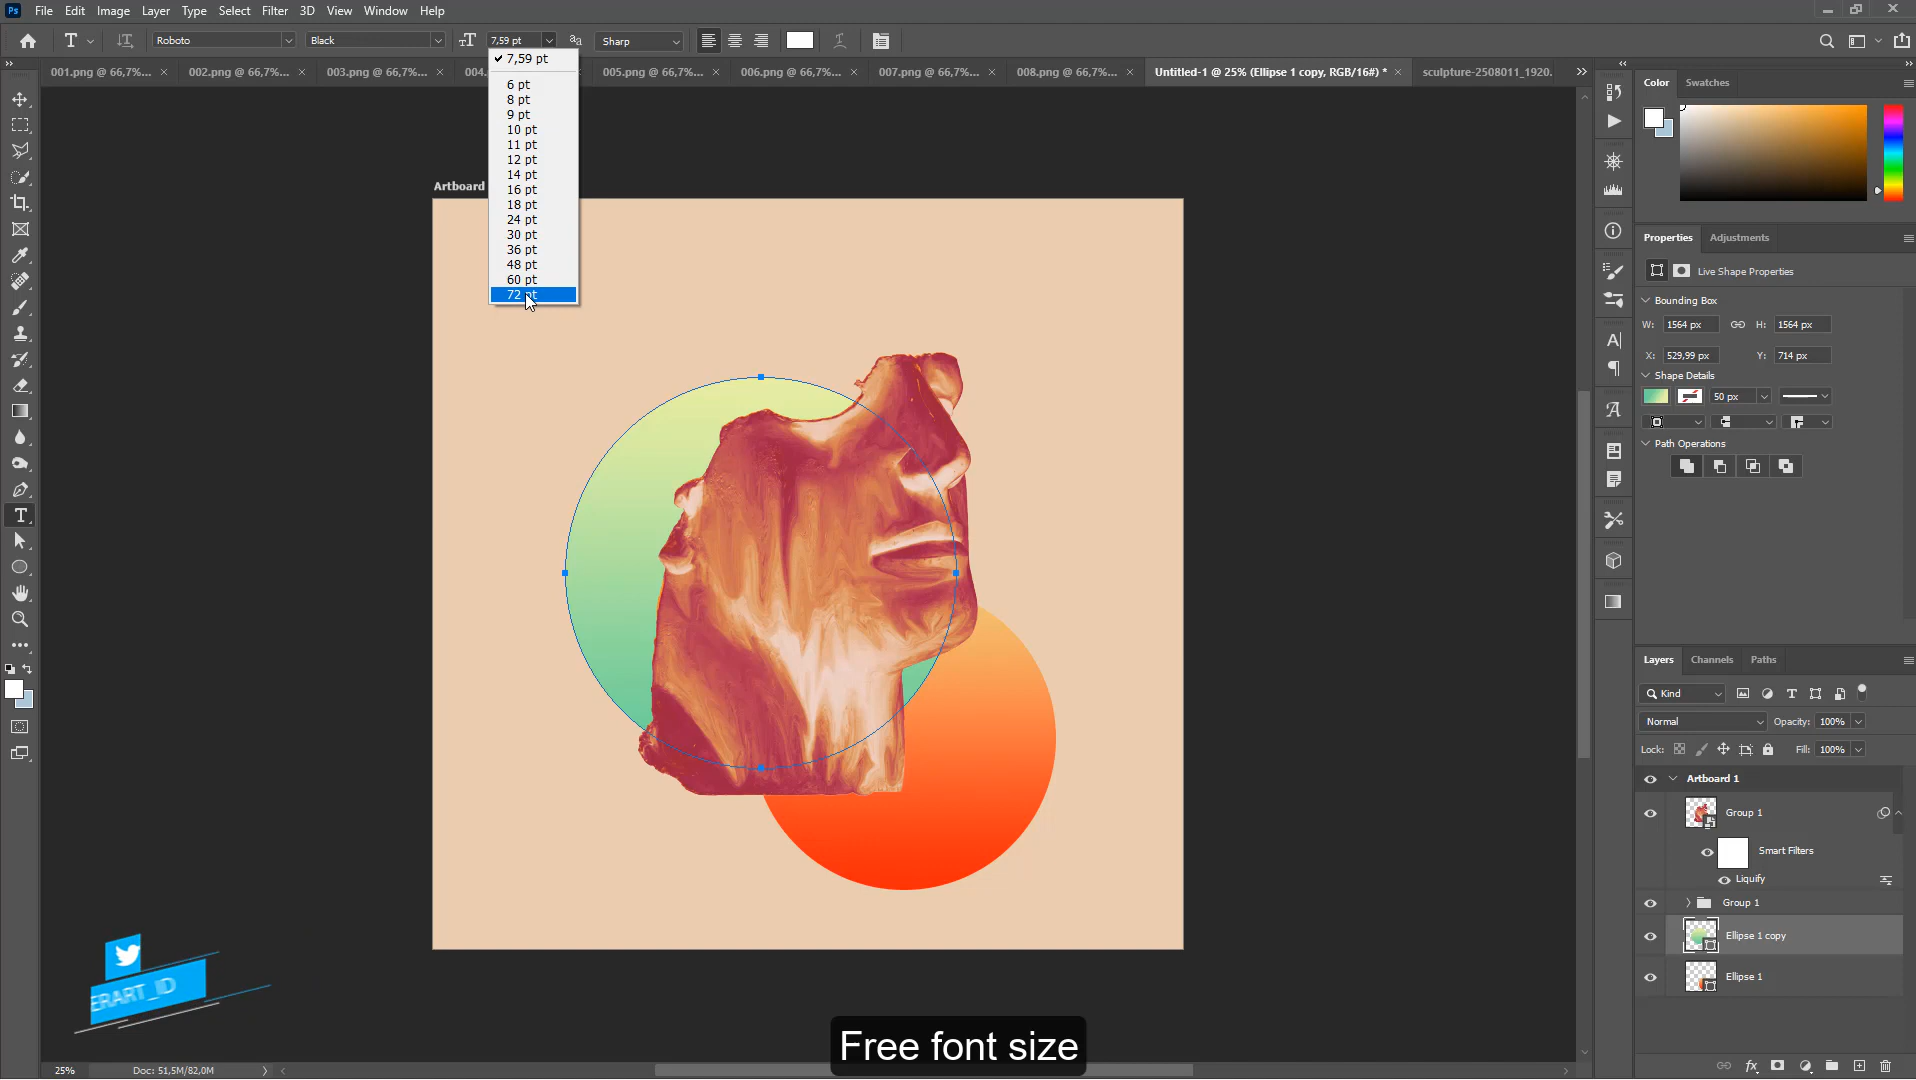 Ps File Edit Image Layer Type Select Filter 3D View Window Help
Roboto Black 7,59 pt Sharp
001.png @ 66,7%... × 002.png @ 66,7%... × 003.png @ 66,7%... × 004. 005.png @ 66,7%... × 006.png @ 66,7%... × 007.png @ 66,7%... × 008.png @ 66,7%... × Untitled-1 @ 25% (Ellipse 1 copy, RGB/16#) * × sculpture-2508011_1920.
7,59 pt
6 pt
8 pt
9 pt
10 pt
11 pt
12 pt
14 pt
16 pt
18 pt
24 pt
30 pt
36 pt
48 pt
60 pt
72 pt
Artboard
Color Swatches
Properties Adjustments
Live Shape Properties
Bounding Box
W: 1564 px H: 1564 px
X: 529,99 px Y: 714 px
Shape Details
50 px
Path Operations
Layers Channels Paths
Kind
Normal Opacity: 100%
Lock: Fill: 100%
Artboard 1
Group 1
Smart Filters
Liquify
Group 1
Ellipse 1 copy
Ellipse 1
ERART_ID
Free font size
25% Doc: 51,5M/82,0M